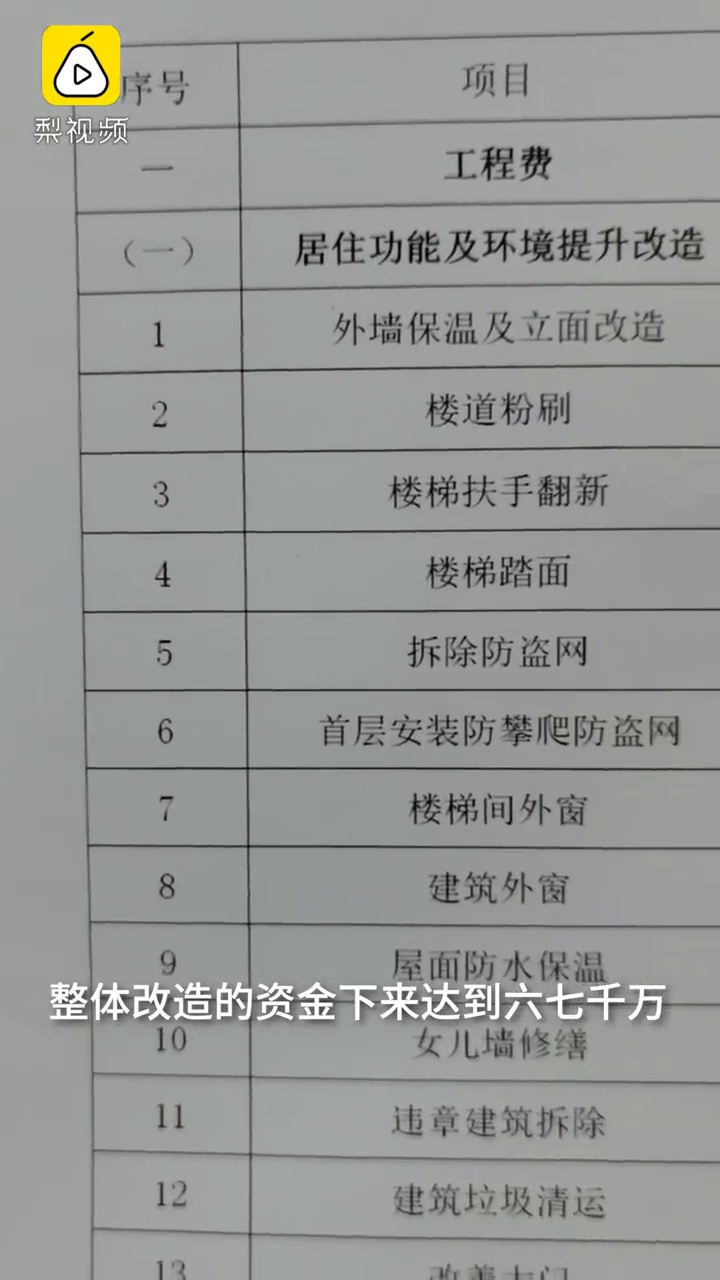 梨视频
序号 项目
一 工程费
（一） 居住功能及环境提升改造
1 外墙保温及立面改造
2 楼道粉刷
3 楼梯扶手翻新
4 楼梯踏面
5 拆除防盗网
6 首层安装防攀爬防盗网
7 楼梯间外窗
8 建筑外窗
9 屋面防水保温
整体改造的资金下来达到六七千万
10 女儿墙修缮
11 违章建筑拆除
12 建筑垃圾清运
13 改善大门